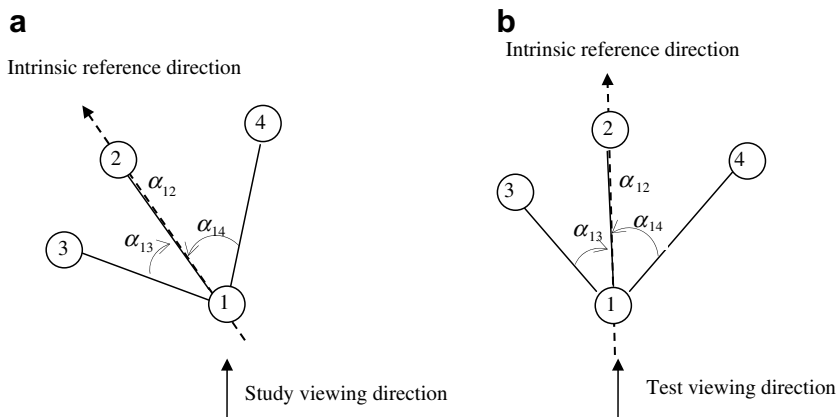 a
Intrinsic reference direction
4
2
α12
α13
α14
3
1
Study viewing direction
b
Intrinsic reference direction
2
4
3
α12
α13
α14
1
Test viewing direction